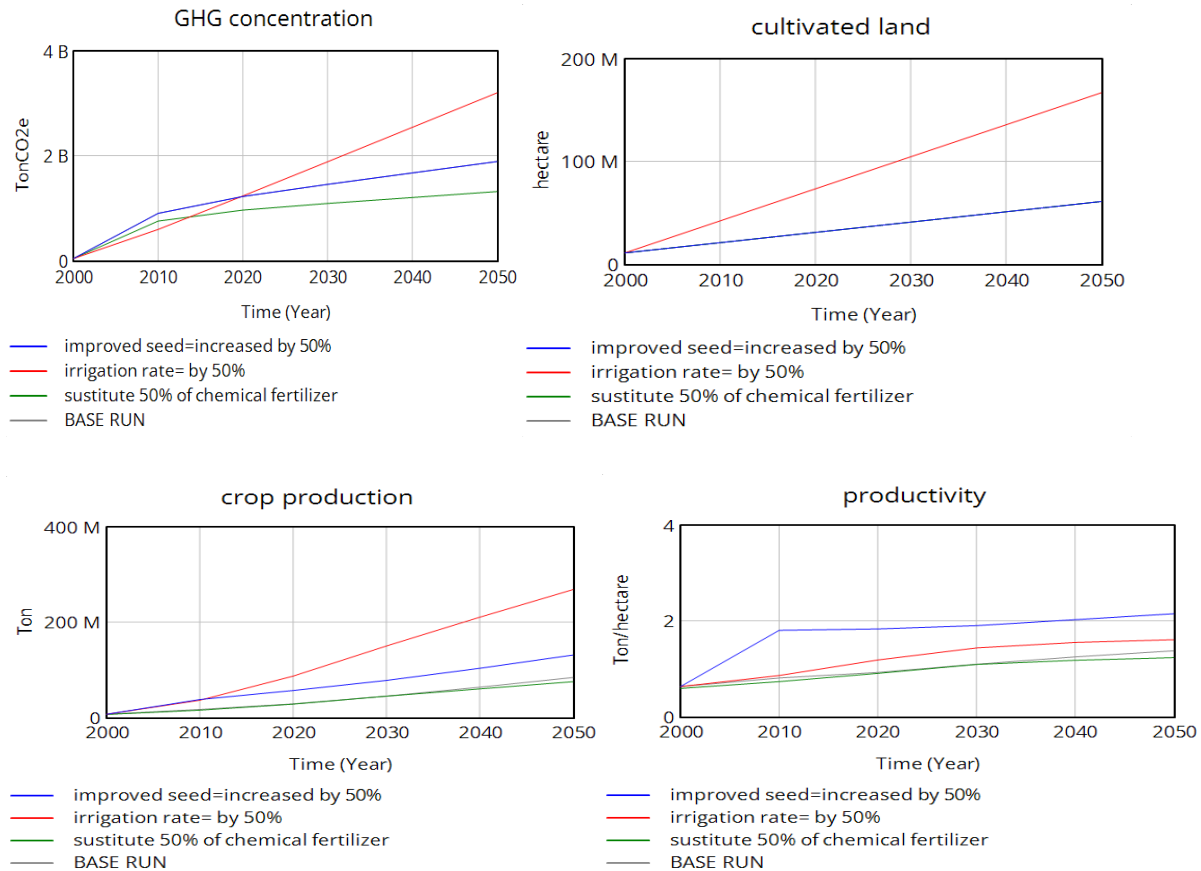 GHG concentration
4 B
2 B
0
TonCO2e
2000 2010 2020 2030 2040 2050
Time (Year)
improved seed=increased by 50%
irrigation rate= by 50%
sustitute 50% of chemical fertilizer
BASE RUN
cultivated land
200 M
100 M
0
hectare
2000 2010 2020 2030 2040 2050
Time (Year)
improved seed=increased by 50%
irrigation rate= by 50%
sustitute 50% of chemical fertilizer
BASE RUN
crop production
400 M
200 M
0
Ton
2000 2010 2020 2030 2040 2050
Time (Year)
improved seed=increased by 50%
irrigation rate= by 50%
sustitute 50% of chemical fertilizer
BASE RUN
productivity
4
2
0
Ton/hectare
2000 2010 2020 2030 2040 2050
Time (Year)
improved seed=increased by 50%
irrigation rate= by 50%
sustitute 50% of chemical fertilizer
BASE RUN